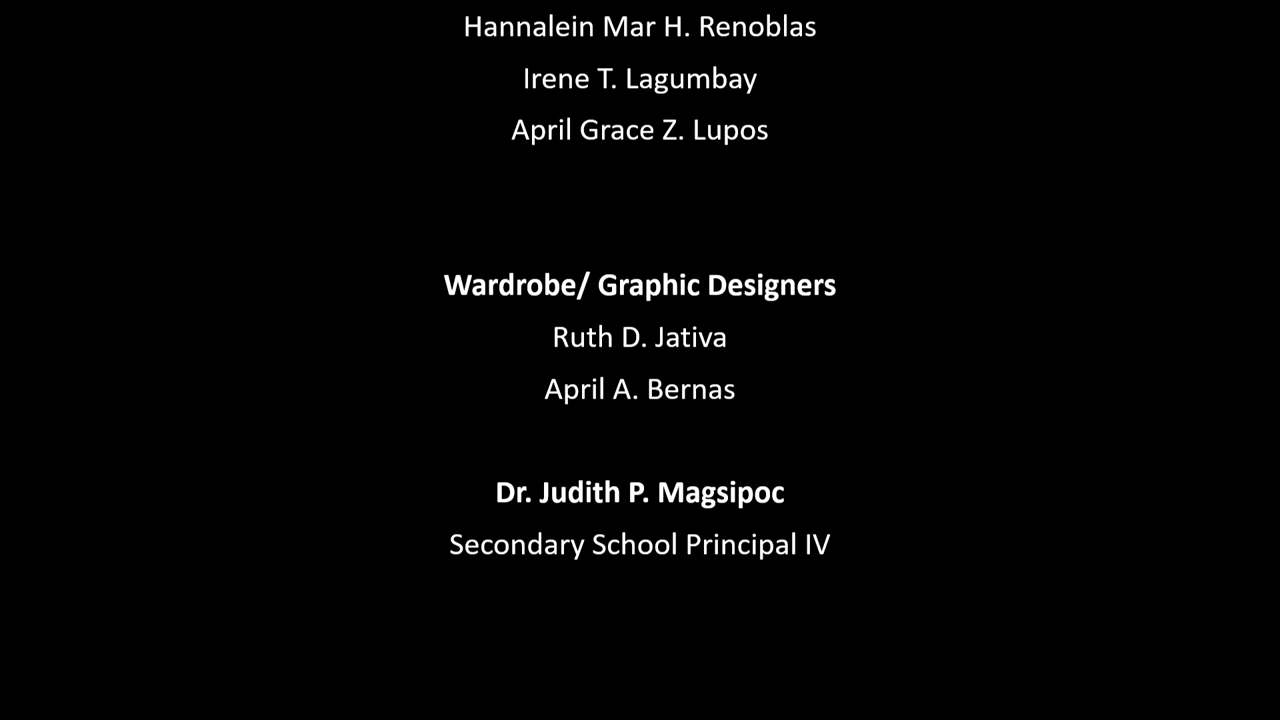 Hannalein Mar H. Renoblas
Irene T. Lagumbay
April Grace Z. Lupos
Wardrobe/ Graphic Designers
Ruth D. Jativa
April A. Bernas
Dr. Judith P. Magsipoc
Secondary School Principal IV